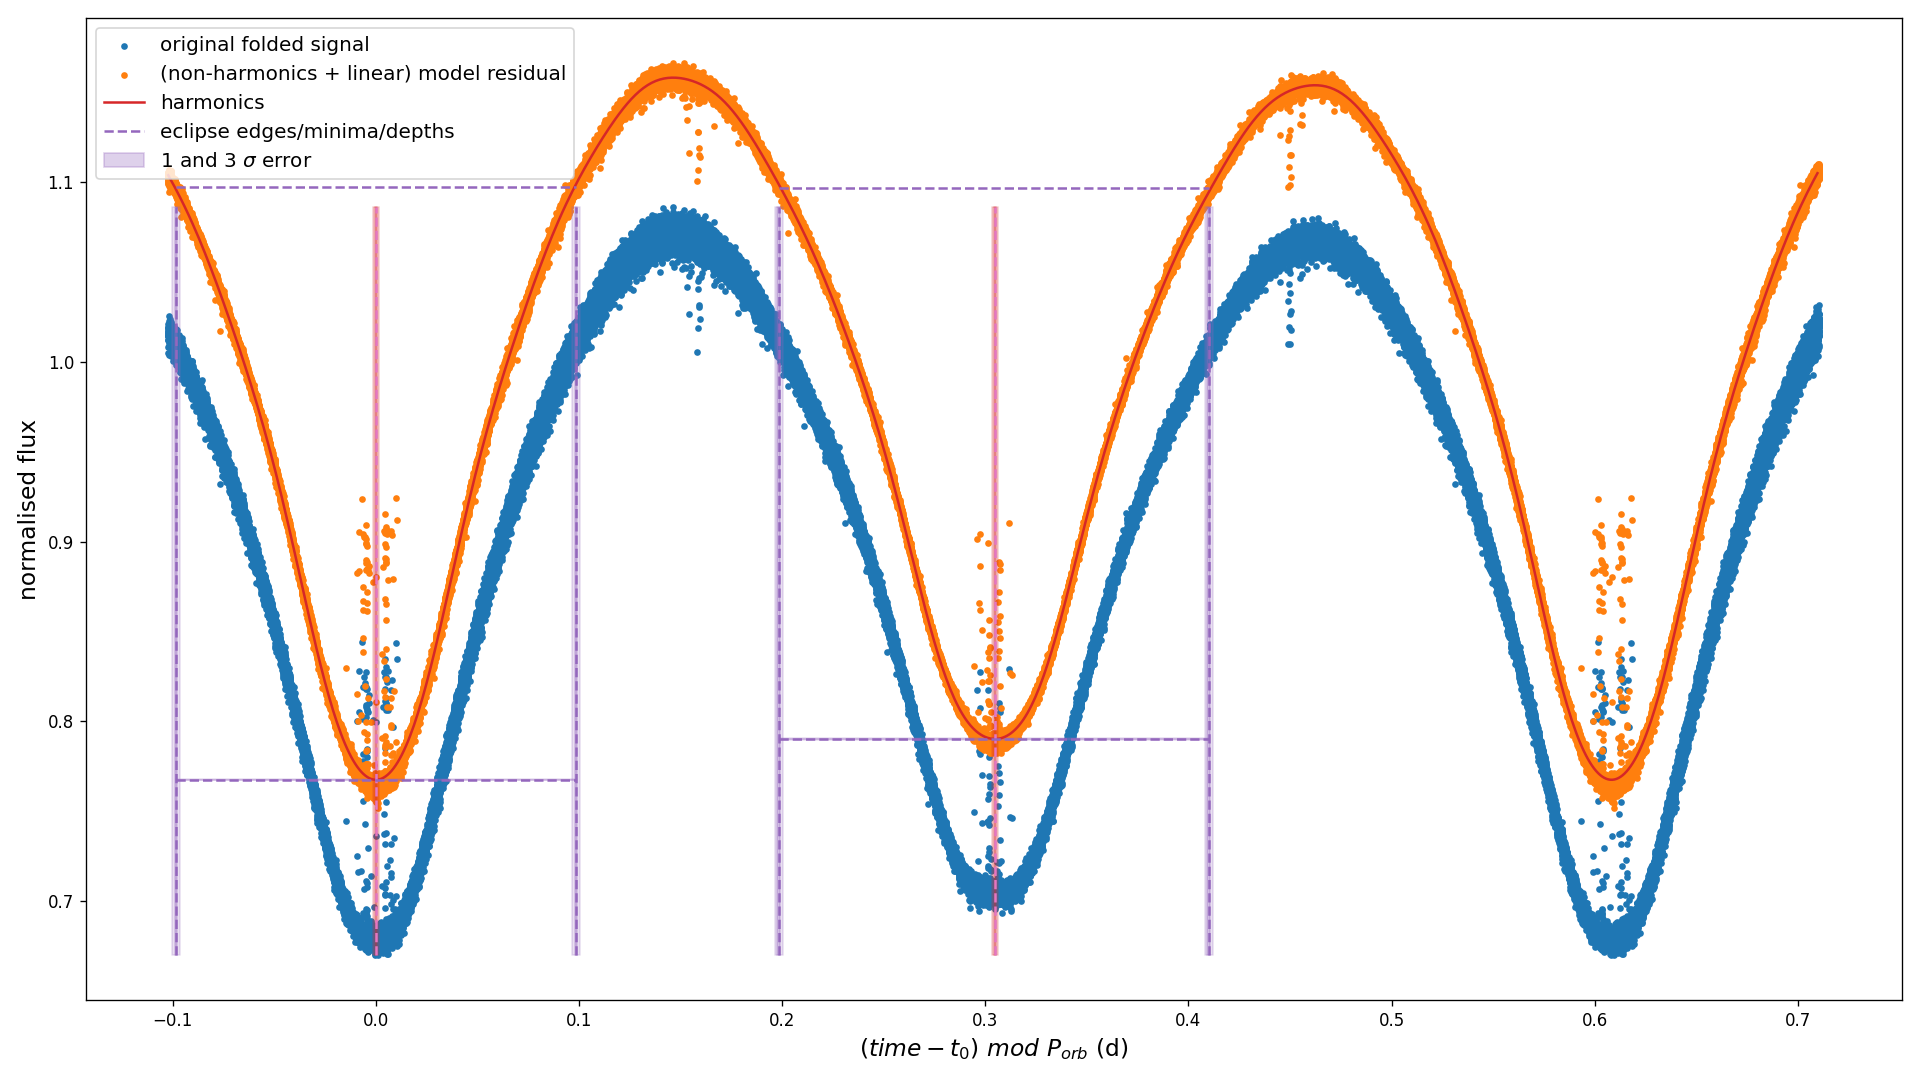 original folded signal
(non-harmonics + linear) model residual
harmonics
eclipse edges/minima/depths
1 and 3 σ error
normalised flux
1.1
1.0
0.9
0.8
0.7
−0.1
0.0
0.1
0.2
0.3
0.4
0.5
0.6
0.7
(time − t₀) mod P_orb (d)